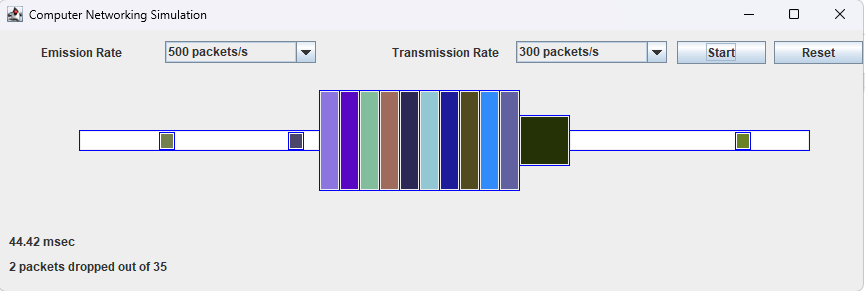 Computer Networking Simulation
Emission Rate 500 packets/s Transmission Rate 300 packets/s Start Reset
44.42 msec
2 packets dropped out of 35